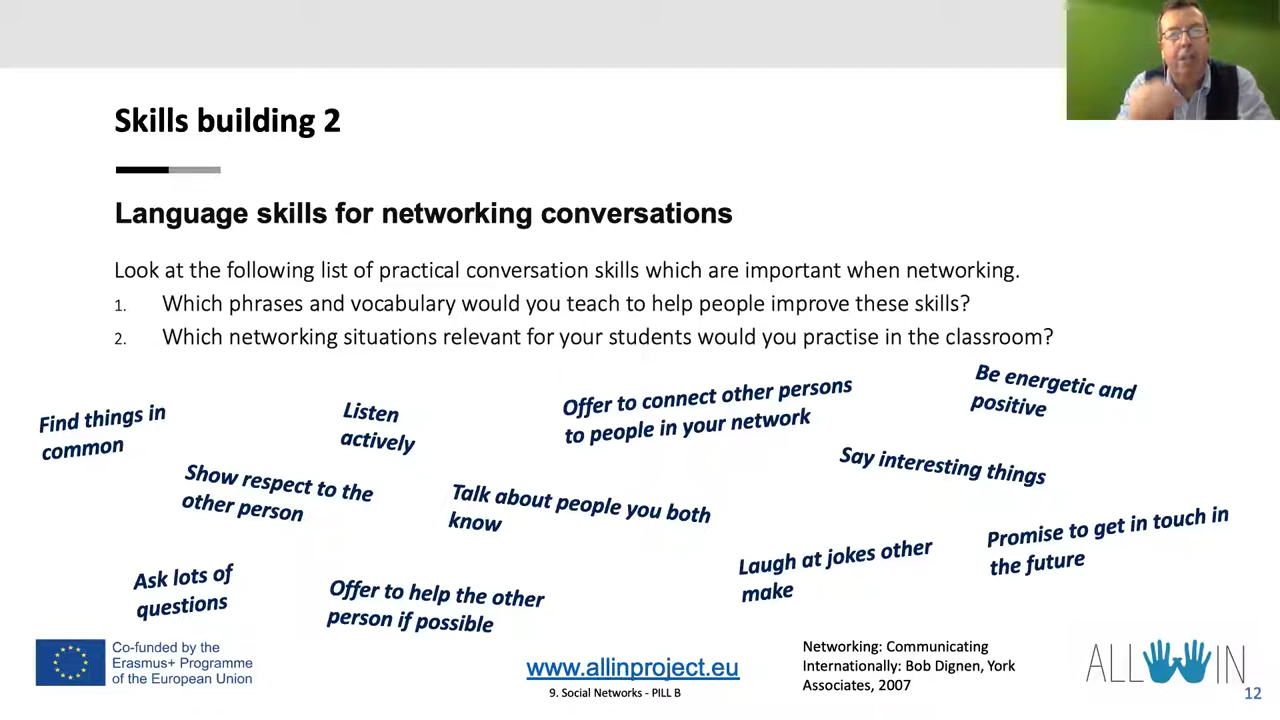 Skills building 2
Language skills for networking conversations
Look at the following list of practical conversation skills which are important when networking.
1. Which phrases and vocabulary would you teach to help people improve these skills?
2. Which networking situations relevant for your students would you practise in the classroom?
Find things in
common
Listen
actively
Offer to connect other persons
to people in your network
Be energetic and
positive
Show respect to the
other person
Talk about people you both
know
Say interesting things
Ask lots of
questions
Offer to help the other
person if possible
Laugh at jokes other
make
Promise to get in touch in
the future
Co-funded by the
Erasmus+ Programme
of the European Union
www.allinproject.eu
9. Social Networks - PILL B
Networking: Communicating
Internationally: Bob Dignen, York
Associates, 2007
ALL WIN
12